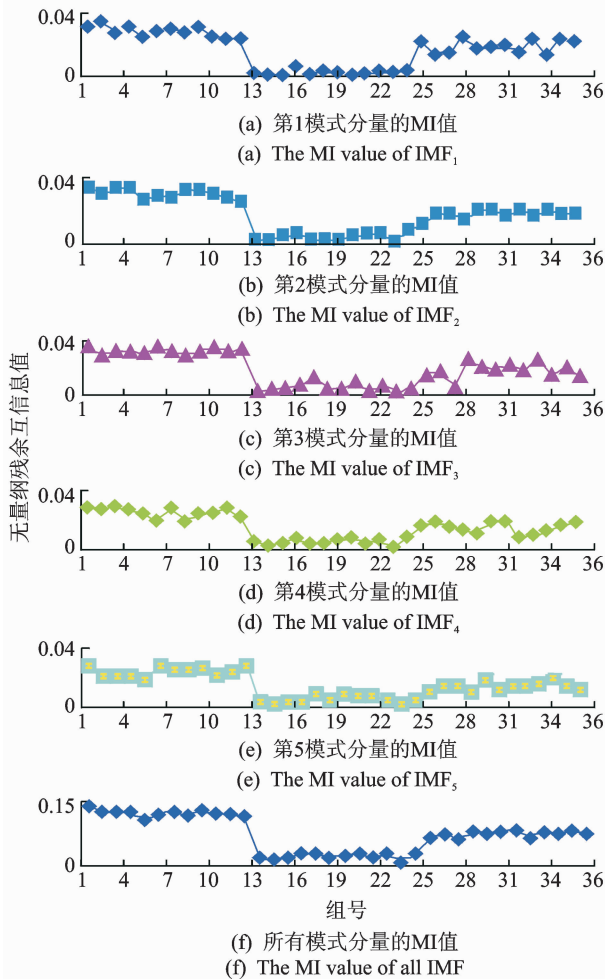 无量纲残余互信息值
0.04
0
1 4 7 10 13 16 19 22 25 28 31 34 36
(a) 第1模式分量的MI值
(a) The MI value of IMF₁
0.04
0
1 4 7 10 13 16 19 22 25 28 31 34 36
(b) 第2模式分量的MI值
(b) The MI value of IMF₂
0.04
0
1 4 7 10 13 16 19 22 25 28 31 34 36
(c) 第3模式分量的MI值
(c) The MI value of IMF₃
0.04
0
1 4 7 10 13 16 19 22 25 28 31 34 36
(d) 第4模式分量的MI值
(d) The MI value of IMF₄
0.04
0
1 4 7 10 13 16 19 22 25 28 31 34 36
(e) 第5模式分量的MI值
(e) The MI value of IMF₅
0.15
0
1 4 7 10 13 16 19 22 25 28 31 34 36
组号
(f) 所有模式分量的MI值
(f) The MI value of all IMF